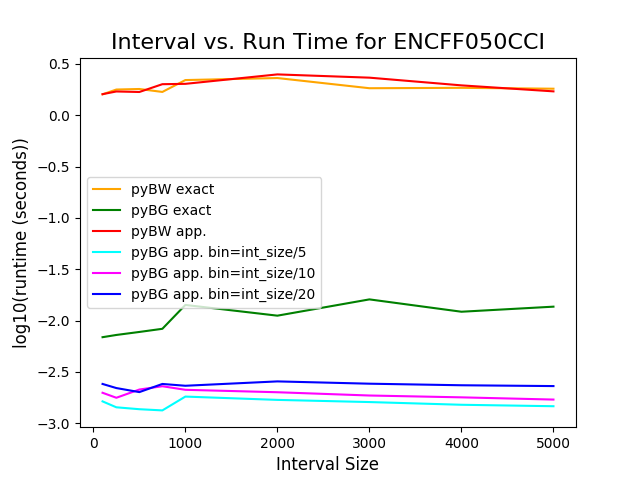 Interval vs. Run Time for ENCFF050CCI
log10(runtime (seconds))
0.5
0.0
−0.5
−1.0
−1.5
−2.0
−2.5
−3.0
pyBW exact
pyBG exact
pyBW app.
pyBG app. bin=int_size/5
pyBG app. bin=int_size/10
pyBG app. bin=int_size/20
0 1000 2000 3000 4000 5000
Interval Size